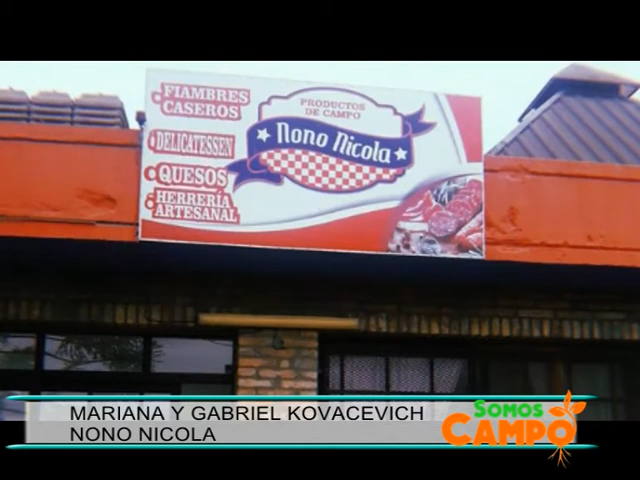 FIAMBRES
CASEROS
DELICATESSEN
QUESOS
HERRERÍA
ARTESANAL
PRODUCTOS
DE CAMPO
Nono Nicola
MARIANA Y GABRIEL KOVACEVICH
NONO NICOLA
SOMOS
CAMPO